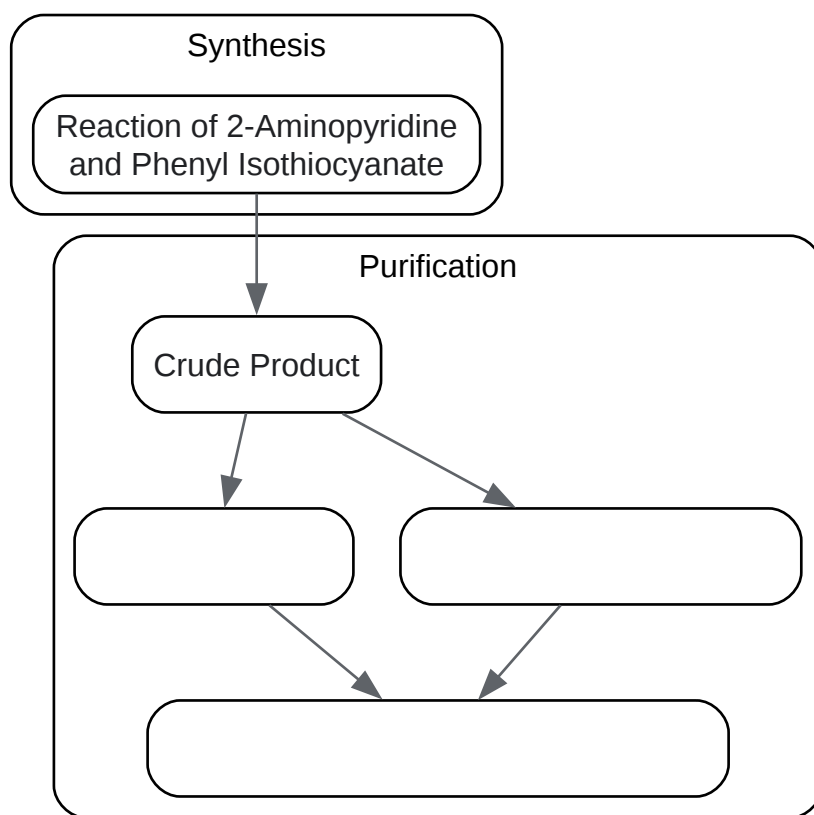 Synthesis
Reaction of 2-Aminopyridine
and Phenyl Isothiocyanate
Purification
Crude Product